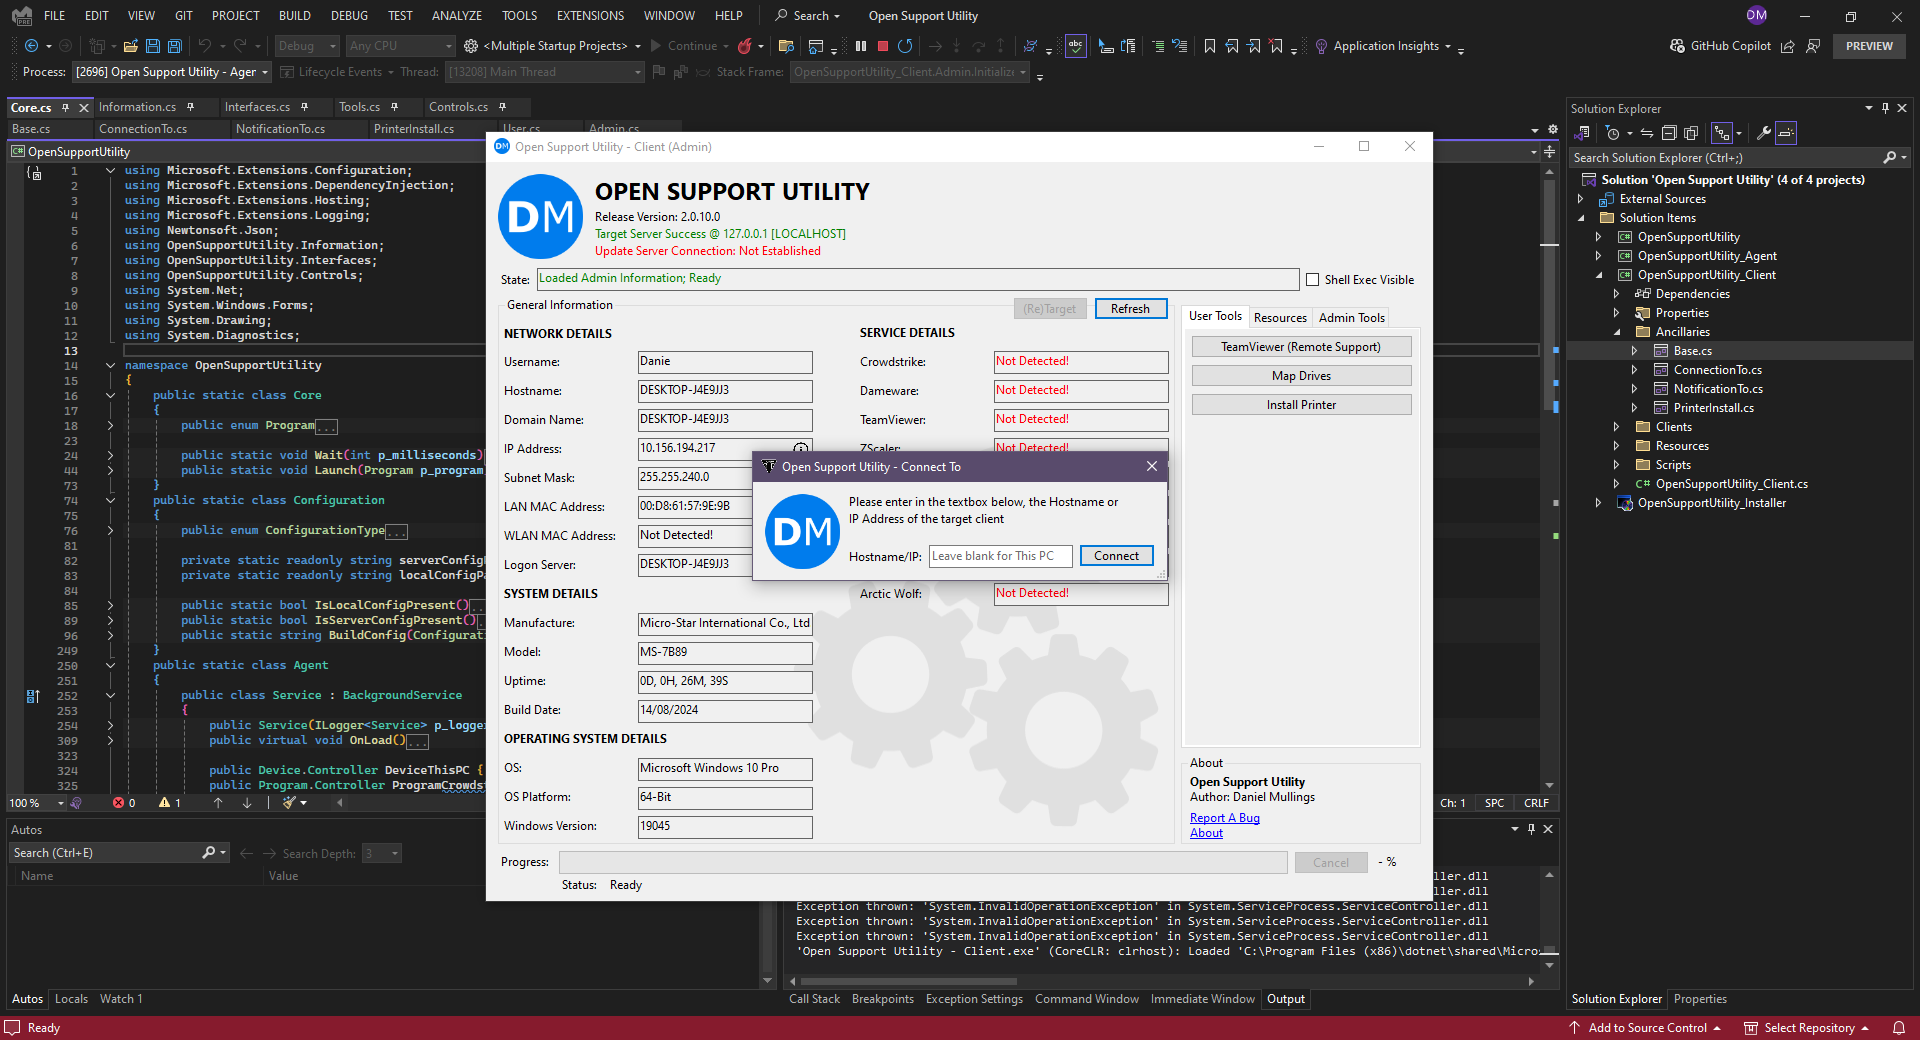 FILE EDIT VIEW GIT PROJECT BUILD DEBUG TEST ANALYZE TOOLS EXTENSIONS WINDOW HELP Search Open Support Utility DM
Debug Any CPU <Multiple Startup Projects> Continue abc Application Insights GitHub Copilot PREVIEW
Process: [2696] Open Support Utility - Agen Lifecycle Events Thread: [13208] Main Thread Stack Frame: OpenSupportUtility_Client.Admin.Initialize
Core.cs Information.cs Interfaces.cs Tools.cs Controls.cs
Base.cs ConnectionTo.cs NotificationTo.cs PrinterInstall.cs User.cs Admin.cs
OpenSupportUtility
1 using Microsoft.Extensions.Configuration;
2 using Microsoft.Extensions.DependencyInjection;
3 using Microsoft.Extensions.Hosting;
4 using Microsoft.Extensions.Logging;
5 using Newtonsoft.Json;
6 using OpenSupportUtility.Information;
7 using OpenSupportUtility.Interfaces;
8 using OpenSupportUtility.Controls;
9 using System.Net;
10 using System.Windows.Forms;
11 using System.Drawing;
12 using System.Diagnostics;
13
14 namespace OpenSupportUtility
15 {
16 public static class Core
17 {
18 public enum Program...
23
24 public static void Wait(int p_milliseconds)
44 public static void Launch(Program p_program
73 }
74 public static class Configuration
75 {
76 public enum ConfigurationType...
81
82 private static readonly string serverConfigP
83 private static readonly string localConfigPa
84
85 public static bool IsLocalConfigPresent()...
89 public static bool IsServerConfigPresent()
96 public static string BuildConfig(Configurati
249 }
250 public static class Agent
251 {
252 public class Service : BackgroundService
253 {
254 public Service(ILogger<Service> p_logger
309 public virtual void OnLoad()...
323
324 public Device.Controller DeviceThisPC {
325 public Program.Controller ProgramCrowdst
100 % 0 1 Ch: 1 SPC CRLF
DM Open Support Utility - Client (Admin)
DM
OPEN SUPPORT UTILITY
Release Version: 2.0.10.0
Target Server Success @ 127.0.0.1 [LOCALHOST]
Update Server Connection: Not Established
State: Loaded Admin Information; Ready Shell Exec Visible
General Information (Re)Target Refresh
NETWORK DETAILS
Username: Danie
Hostname: DESKTOP-J4E9JJ3
Domain Name: DESKTOP-J4E9JJ3
IP Address: 10.156.194.217
Subnet Mask: 255.255.240.0
LAN MAC Address: 00:D8:61:57:9E:9B
WLAN MAC Address: Not Detected!
Logon Server: DESKTOP-J4E9JJ3
SYSTEM DETAILS
Manufacture: Micro-Star International Co., Ltd
Model: MS-7B89
Uptime: 0D, 0H, 26M, 39S
Build Date: 14/08/2024
OPERATING SYSTEM DETAILS
OS: Microsoft Windows 10 Pro
OS Platform: 64-Bit
Windows Version: 19045
SERVICE DETAILS
Crowdstrike: Not Detected!
Dameware: Not Detected!
TeamViewer: Not Detected!
ZScaler: Not Detected!
Arctic Wolf: Not Detected!
Open Support Utility - Connect To
DM
Please enter in the textbox below, the Hostname or
IP Address of the target client
Hostname/IP: Leave blank for This PC Connect
User Tools Resources Admin Tools
TeamViewer (Remote Support)
Map Drives
Install Printer
About
Open Support Utility
Author: Daniel Mullings
Report A Bug
About
Progress: Cancel - %
Status: Ready
Autos
Search (Ctrl+E) Search Depth: 3
Name Value
Autos Locals Watch 1
ller.dll
ller.dll
Exception thrown: 'System.InvalidOperationException' in System.ServiceProcess.ServiceController.dll
Exception thrown: 'System.InvalidOperationException' in System.ServiceProcess.ServiceController.dll
Exception thrown: 'System.InvalidOperationException' in System.ServiceProcess.ServiceController.dll
'Open Support Utility - Client.exe' (CoreCLR: clrhost): Loaded 'C:\Program Files (x86)\dotnet\shared\Micro
Call Stack Breakpoints Exception Settings Command Window Immediate Window Output
Solution Explorer
Search Solution Explorer (Ctrl+;)
Solution 'Open Support Utility' (4 of 4 projects)
External Sources
Solution Items
OpenSupportUtility
OpenSupportUtility_Agent
OpenSupportUtility_Client
Dependencies
Properties
Ancillaries
Base.cs
ConnectionTo.cs
NotificationTo.cs
PrinterInstall.cs
Clients
Resources
Scripts
C# OpenSupportUtility_Client.cs
OpenSupportUtility_Installer
Solution Explorer Properties
Ready Add to Source Control Select Repository